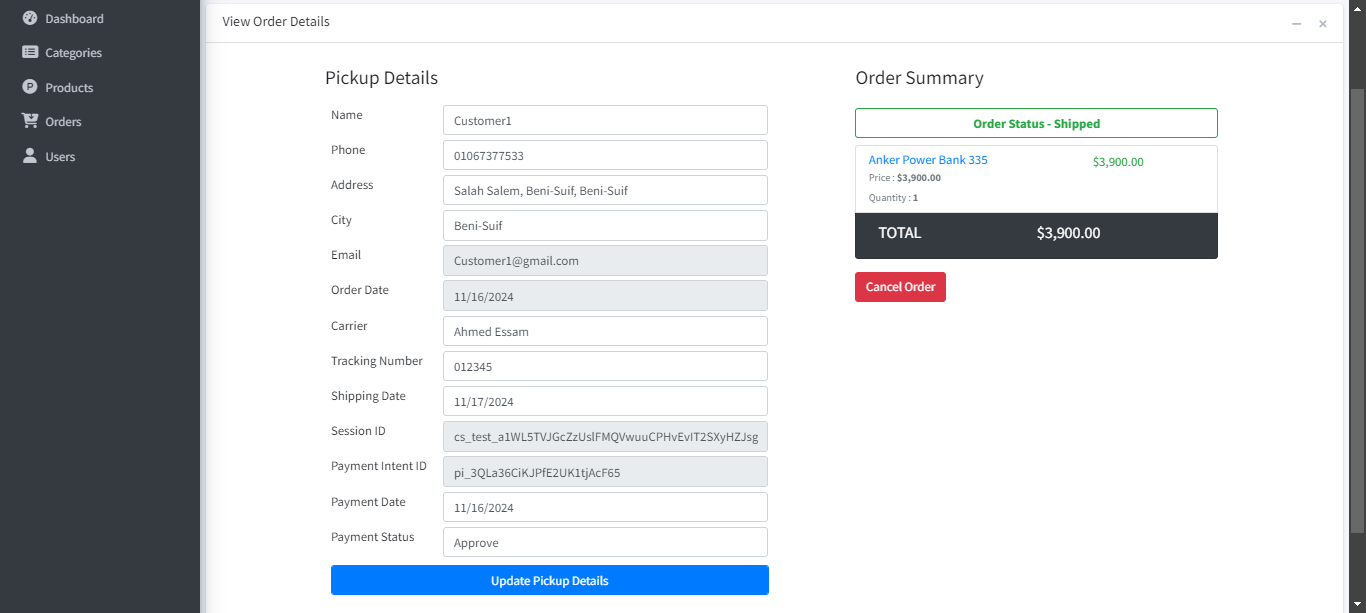 Dashboard
Categories
Products
Orders
Users
View Order Details
Pickup Details
Name
Customer1
Phone
01067377533
Address
Salah Salem, Beni-Suif, Beni-Suif
City
Beni-Suif
Email
Customer1@gmail.com
Order Date
11/16/2024
Carrier
Ahmed Essam
Tracking Number
012345
Shipping Date
11/17/2024
Session ID
cs_test_a1WL5TVJGcZzUslFMQVwuuCPHvEvIT2SXyHZJsg
Payment Intent ID
pi_3QLa36CiKJPfE2UK1tjAcF65
Payment Date
11/16/2024
Payment Status
Approve
Update Pickup Details
Order Summary
Order Status - Shipped
Anker Power Bank 335 $3,900.00
Price : $3,900.00
Quantity : 1
TOTAL $3,900.00
Cancel Order